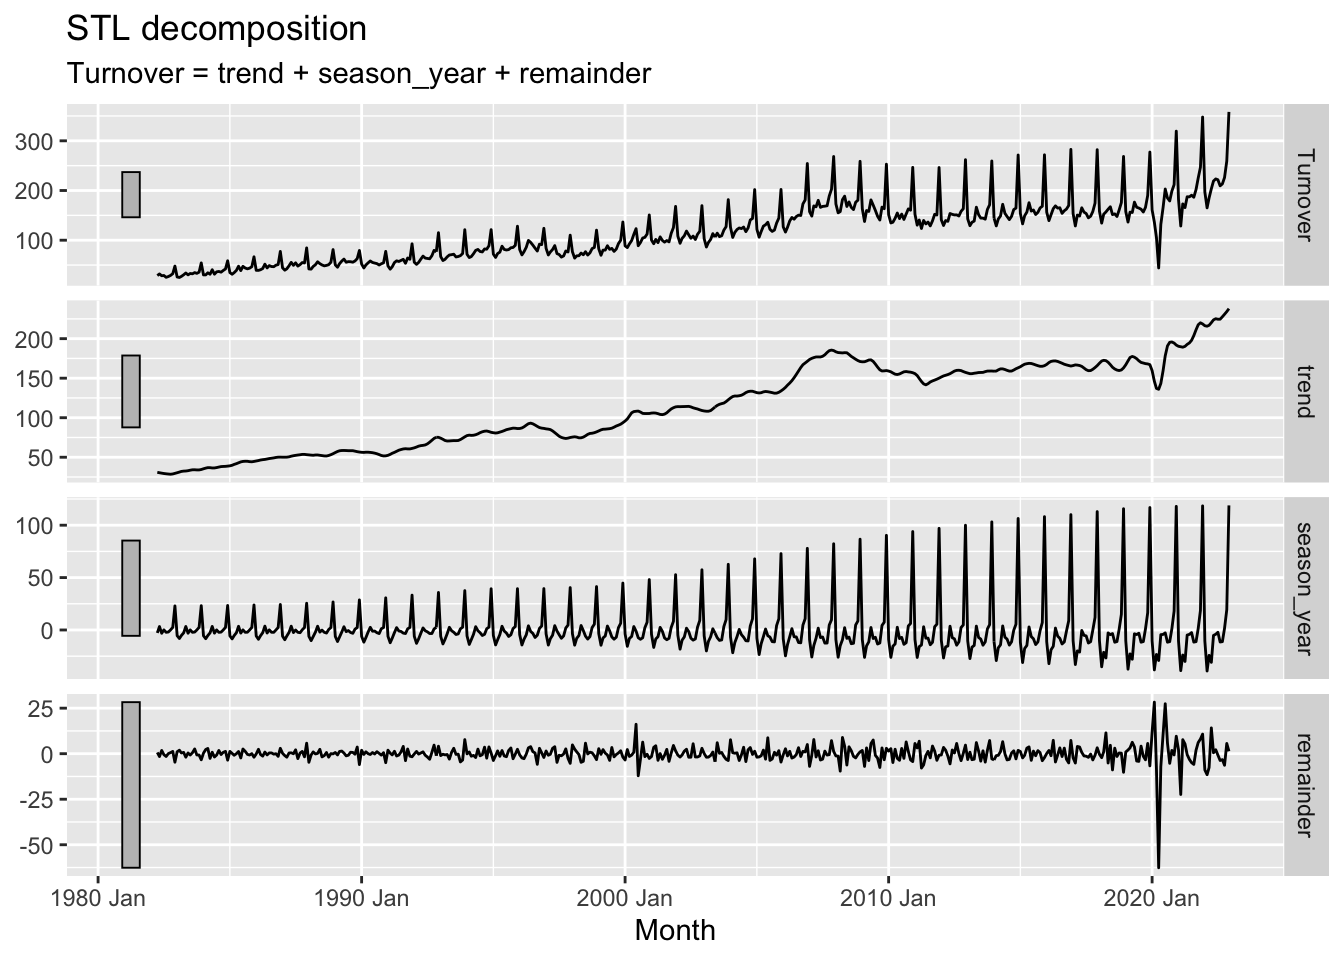 STL decomposition
Turnover = trend + season_year + remainder
300
200
100
Turnover
200
150
100
50
trend
100
50
0
season_year
25
0
-25
-50
remainder
1980 Jan 1990 Jan 2000 Jan 2010 Jan 2020 Jan
Month